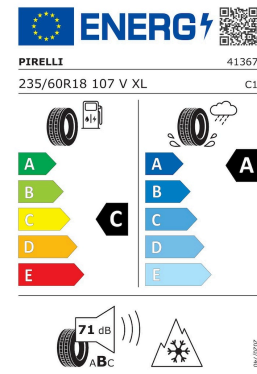 ENERG
PIRELLI 41367
235/60R18 107 V XL C1
A A A
B B
C C C
D D
E E
71 dB
ABC